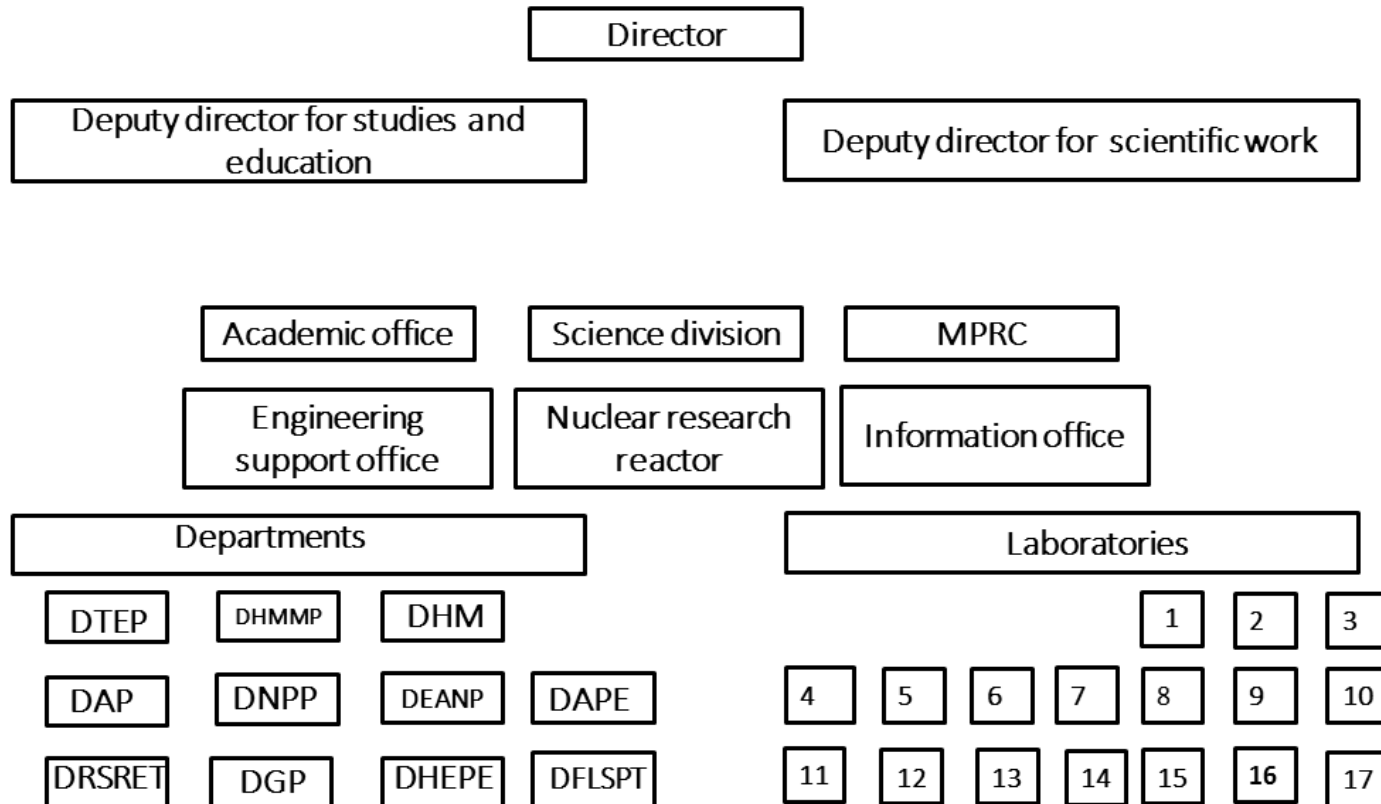 Director
Deputy director for studies and
education
Deputy director for scientific work
Academic office
Science division
MPRC
Engineering
support office
Nuclear research
reactor
Information office
Departments
Laboratories
DTEP
DHMMP
DHM
1
2
3
DAP
DNPP
DEANP
DAPE
4
5
6
7
8
9
10
DRSRET
DGP
DHEPE
DFLSPT
11
12
13
14
15
16
17